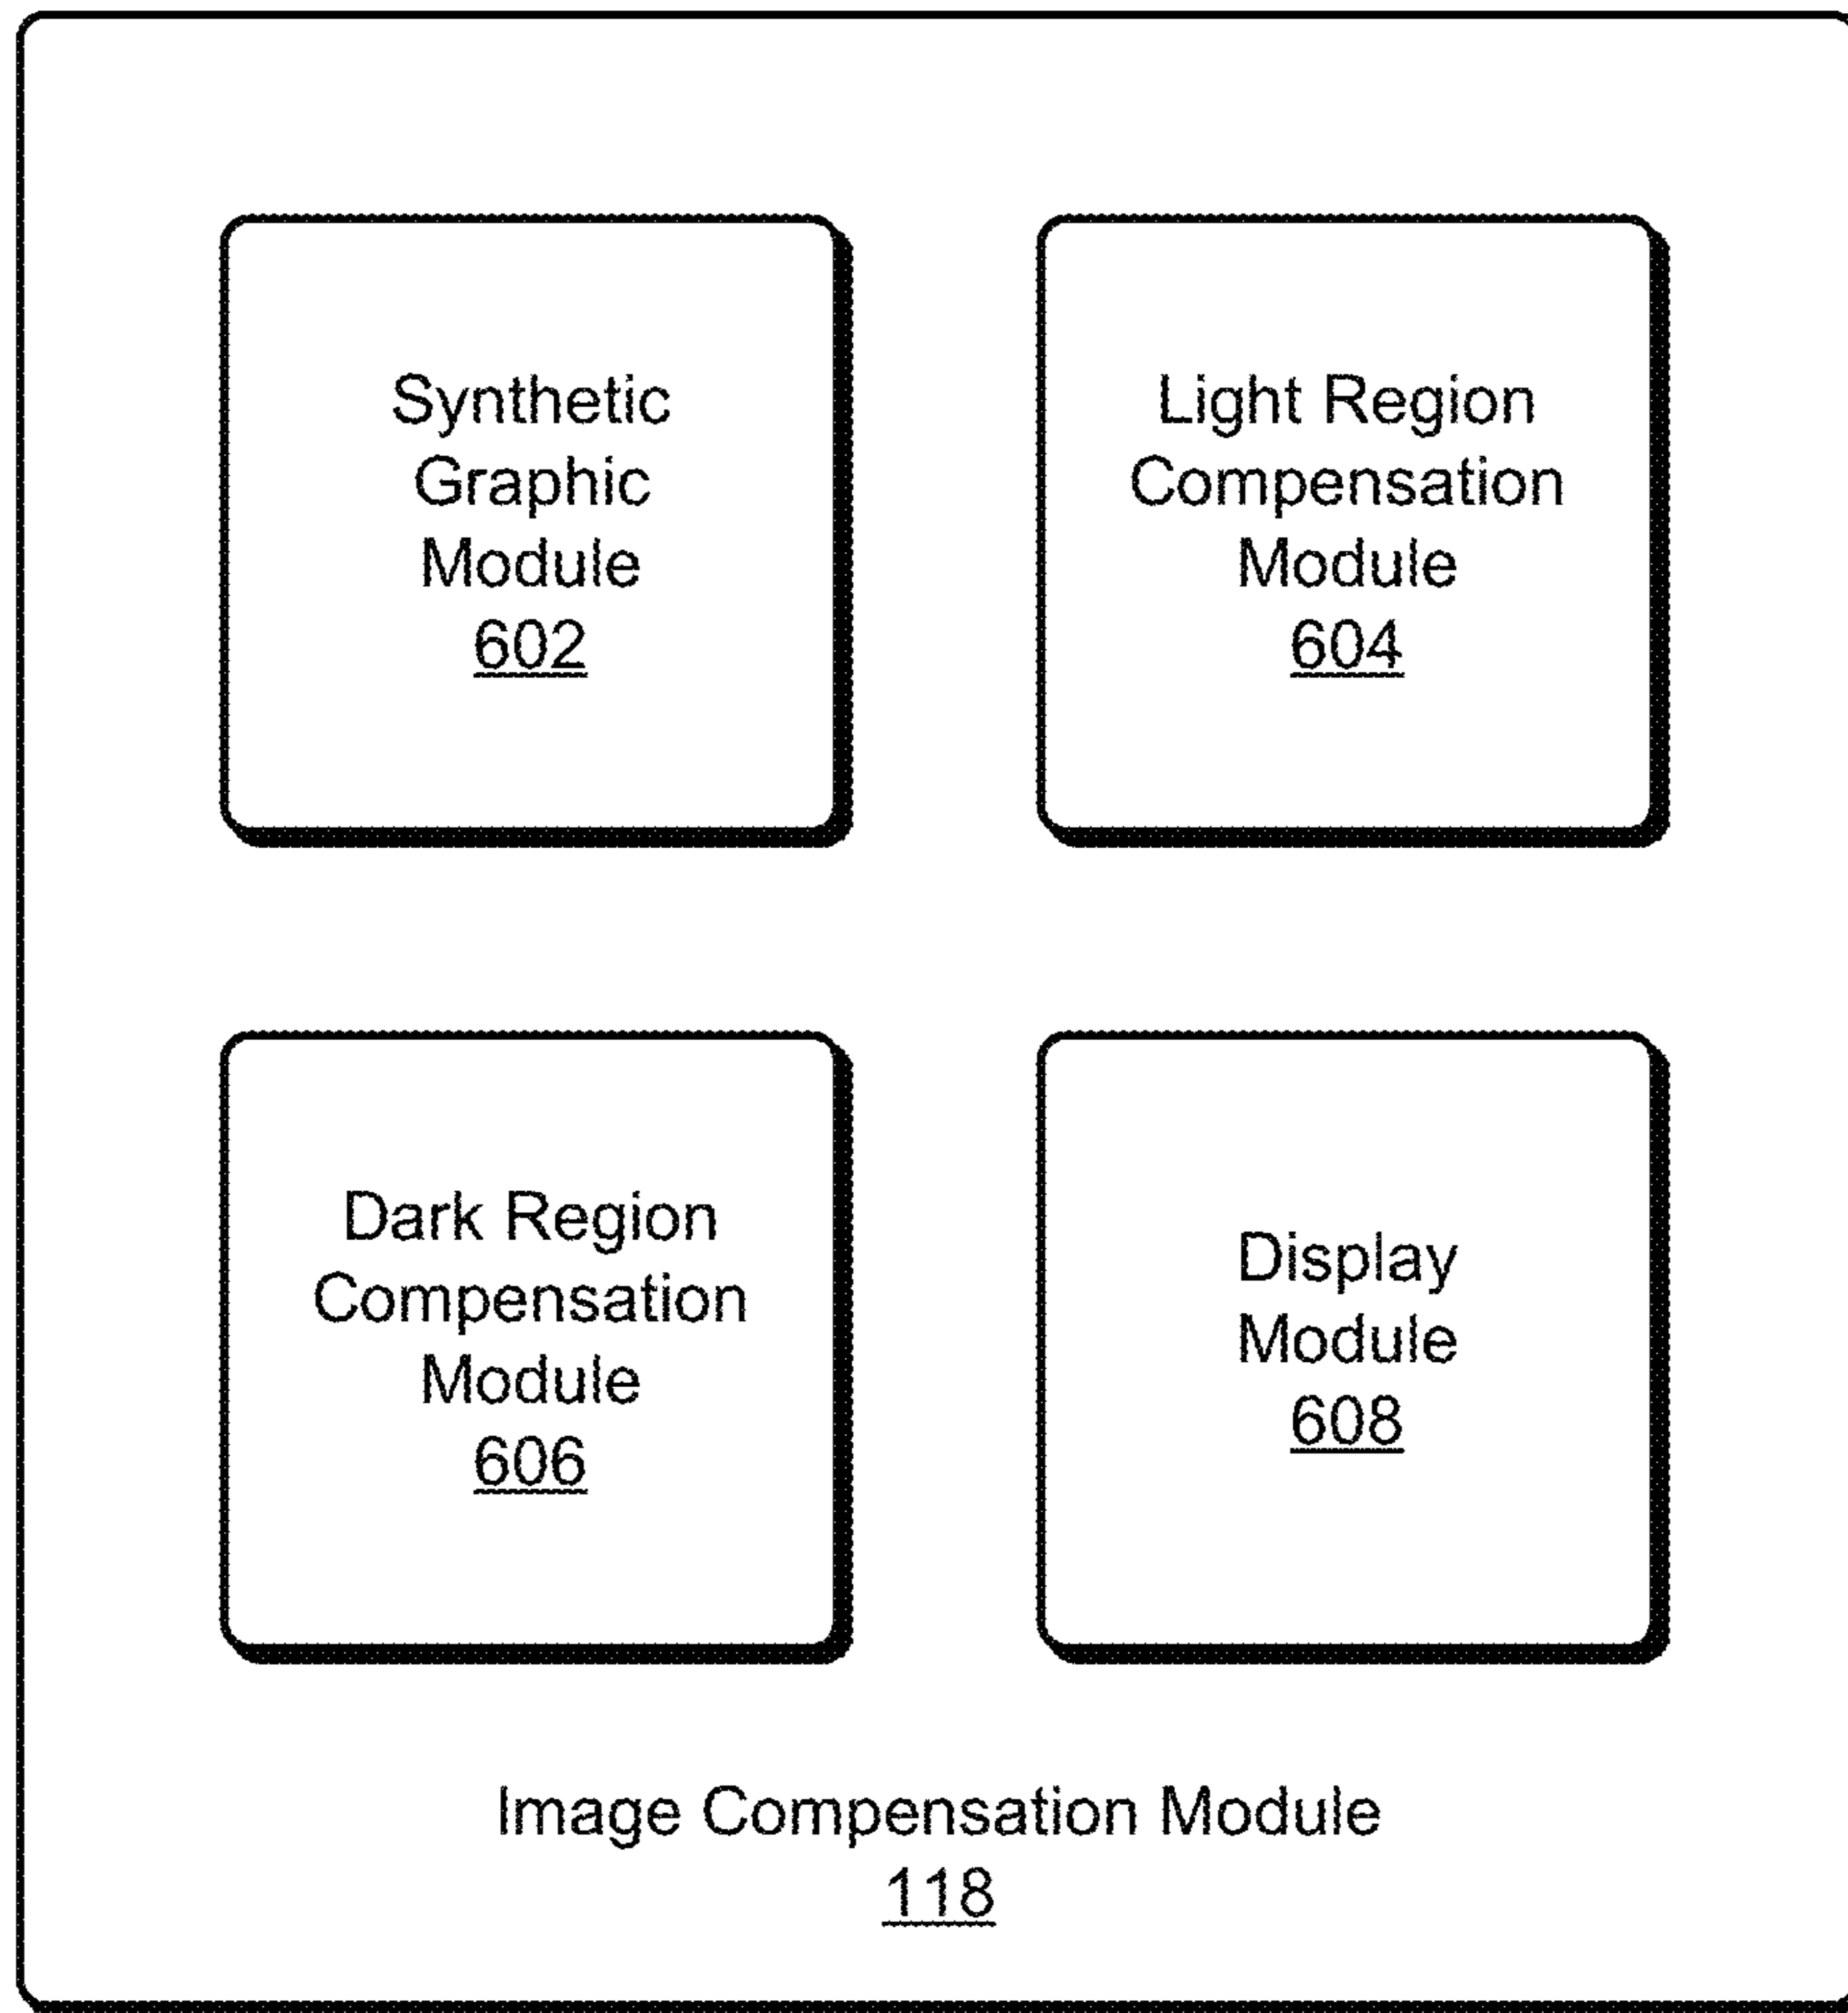 Synthetic
Graphic
Module
602
Light Region
Compensation
Module
604
Dark Region
Compensation
Module
606
Display
Module
608
Image Compensation Module
118